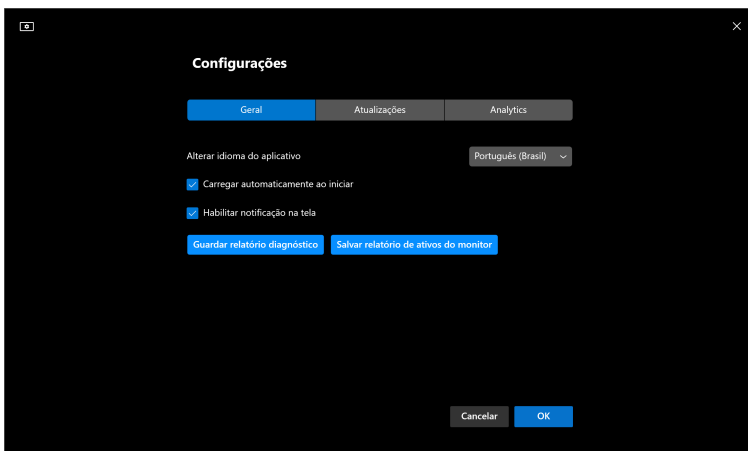 Configurações
Geral Atualizações Analytics
Alterar idioma do aplicativo Português (Brasil)
Carregar automaticamente ao iniciar
Habilitar notificação na tela
Guardar relatório diagnóstico Salvar relatório de ativos do monitor
Cancelar OK